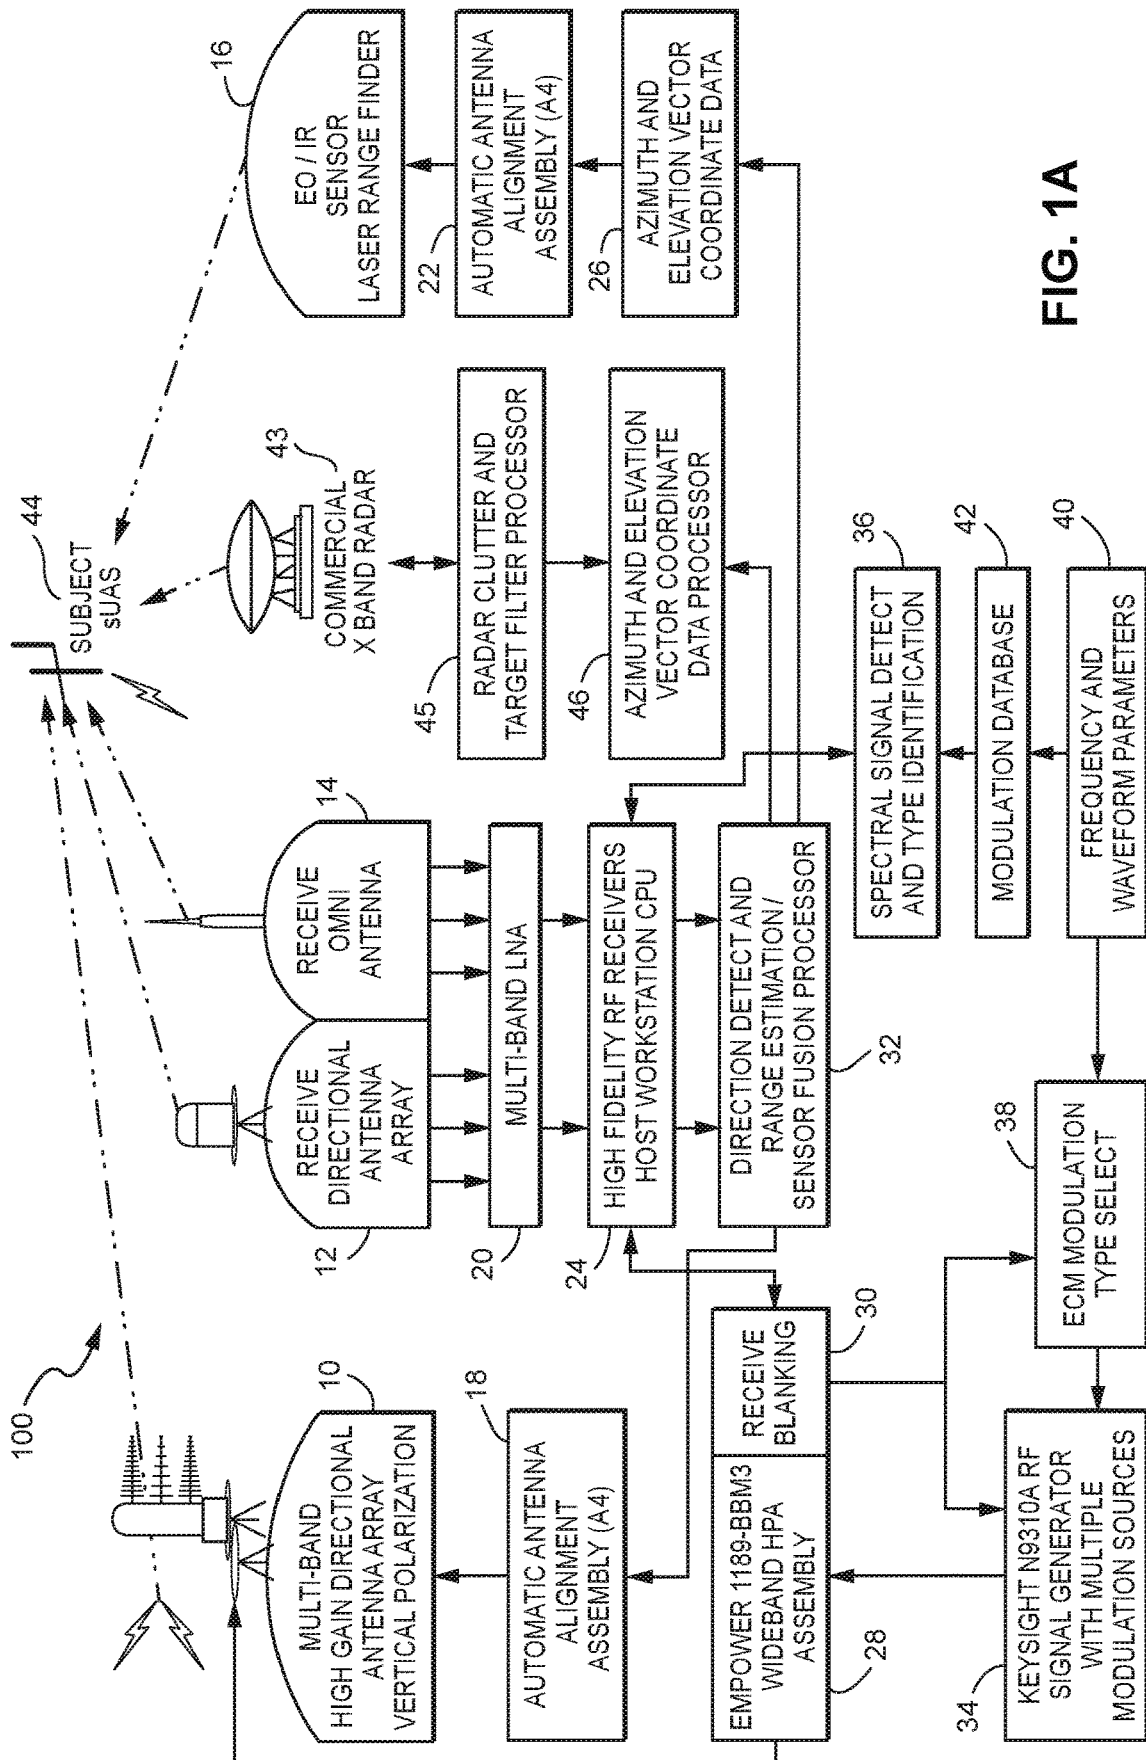 100
44
SUBJECT
sUAS
16
EO / IR
SENSOR
LASER RANGE FINDER
43
COMMERCIAL
X BAND RADAR
14
RECEIVE
OMNI
ANTENNA
12
RECEIVE
DIRECTIONAL
ANTENNA
ARRAY
10
MULTI-BAND
HIGH GAIN DIRECTIONAL
ANTENNA ARRAY
VERTICAL POLARIZATION
18
AUTOMATIC ANTENNA
ALIGNMENT
ASSEMBLY (A4)
20
MULTI-BAND LNA
45
RADAR CLUTTER AND
TARGET FILTER PROCESSOR
22
AUTOMATIC ANTENNA
ALIGNMENT
ASSEMBLY (A4)
24
HIGH FIDELITY RF RECEIVERS
HOST WORKSTATION CPU
46
AZIMUTH AND ELEVATION
VECTOR COORDINATE
DATA PROCESSOR
26
AZIMUTH AND
ELEVATION VECTOR
COORDINATE DATA
EMPOWER 1189-BBM3
WIDEBAND HPA
ASSEMBLY
28
RECEIVE
BLANKING
30
DIRECTION DETECT AND
RANGE ESTIMATION /
SENSOR FUSION PROCESSOR
32
SPECTRAL SIGNAL DETECT
AND TYPE IDENTIFICATION
36
MODULATION DATABASE
42
34
KEYSIGHT N9310A RF
SIGNAL GENERATOR
WITH MULTIPLE
MODULATION SOURCES
38
ECM MODULATION
TYPE SELECT
FREQUENCY AND
WAVEFORM PARAMETERS
40
FIG. 1A